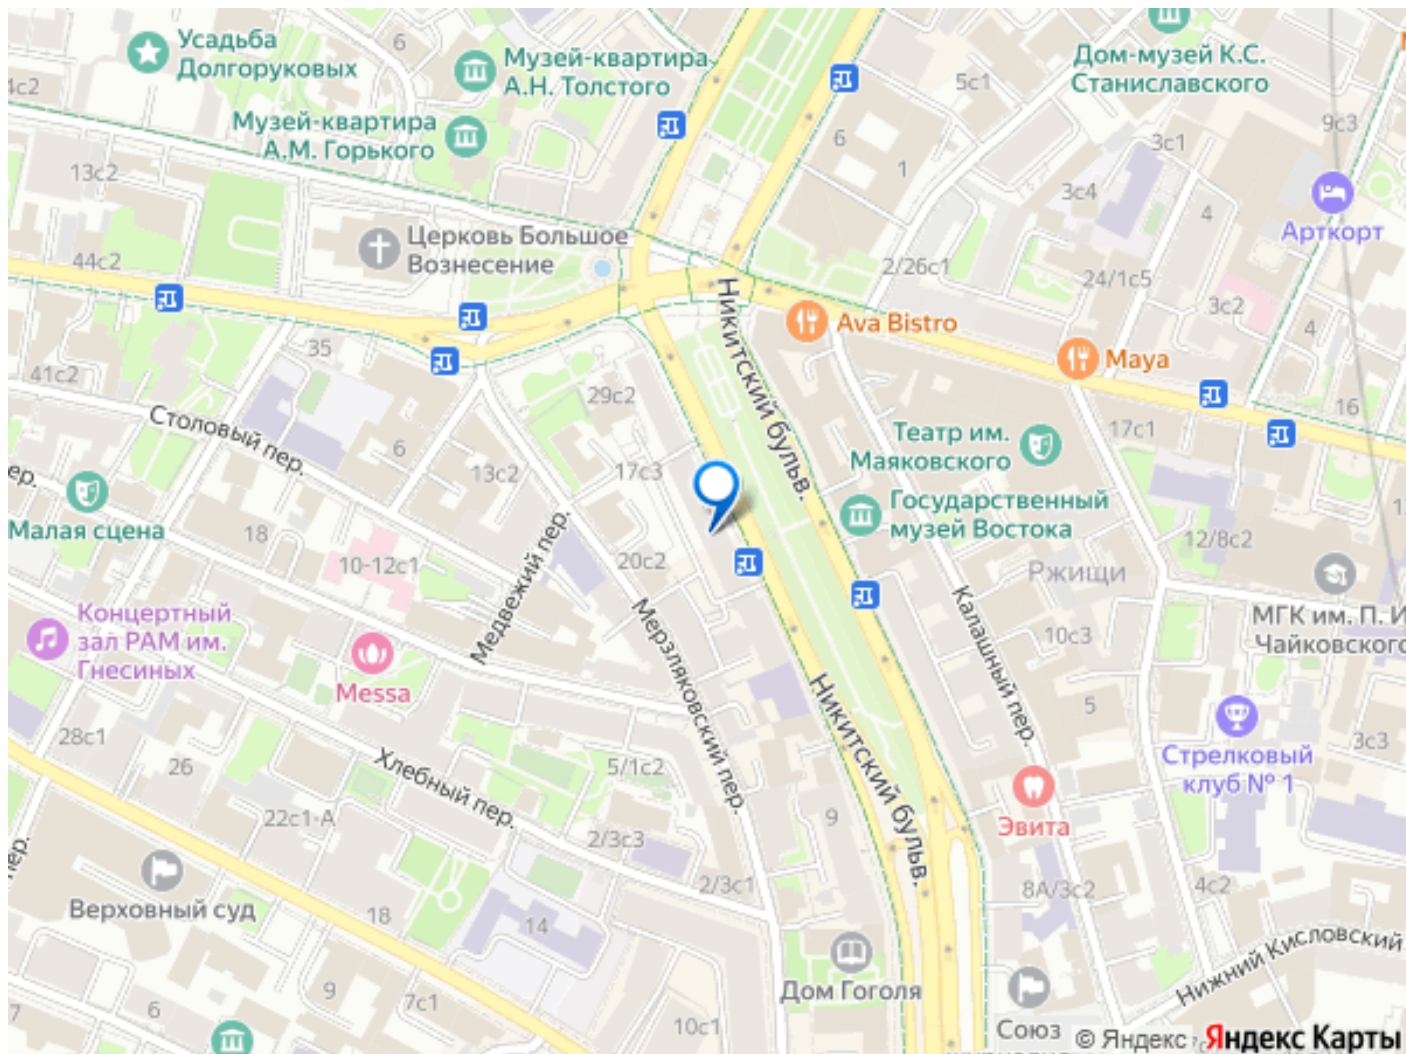 Усадьба
Долгоруковых
6
Музей-квартира
А.Н. Толстого
Дом-музей К.С.
Станиславского
5с1
4с2
9с3
Музей-квартира
А.М. Горького
6
1
3с1
13с2
3с4
4
Арткорт
Церковь Большое
Вознесение
44с2
2/26с1
24/1с5
3с2
4
Никитский бульв.
Ava Bistro
Maya
35
41с2
29с2
16
Столовый пер.
6
17с1
Театр им.
Маяковского
13с2
17с3
ер.
Малая сцена
Государственный
музей Востока
18
Медвежий пер.
12/8с2
10-12с1
20с2
Ржищи
Концертный
зал РАМ им.
Гнесиных
Мерзляковский пер.
Калашный пер.
10с3
МГК им. П. И
Чайковского
Messa
5
Никитский бульв.
28с1
26
Хлебный пер.
5/1с2
3с3
Стрелковый
клуб № 1
22с1-А
9
Эвита
2/3с3
пер.
2/3с1
8А/3с2
4с2
Верховный суд
18
14
Нижний Кисловский
Дом Гоголя
9
7с1
6
7
10с1
Союз
© Яндекс
Яндекс Карты